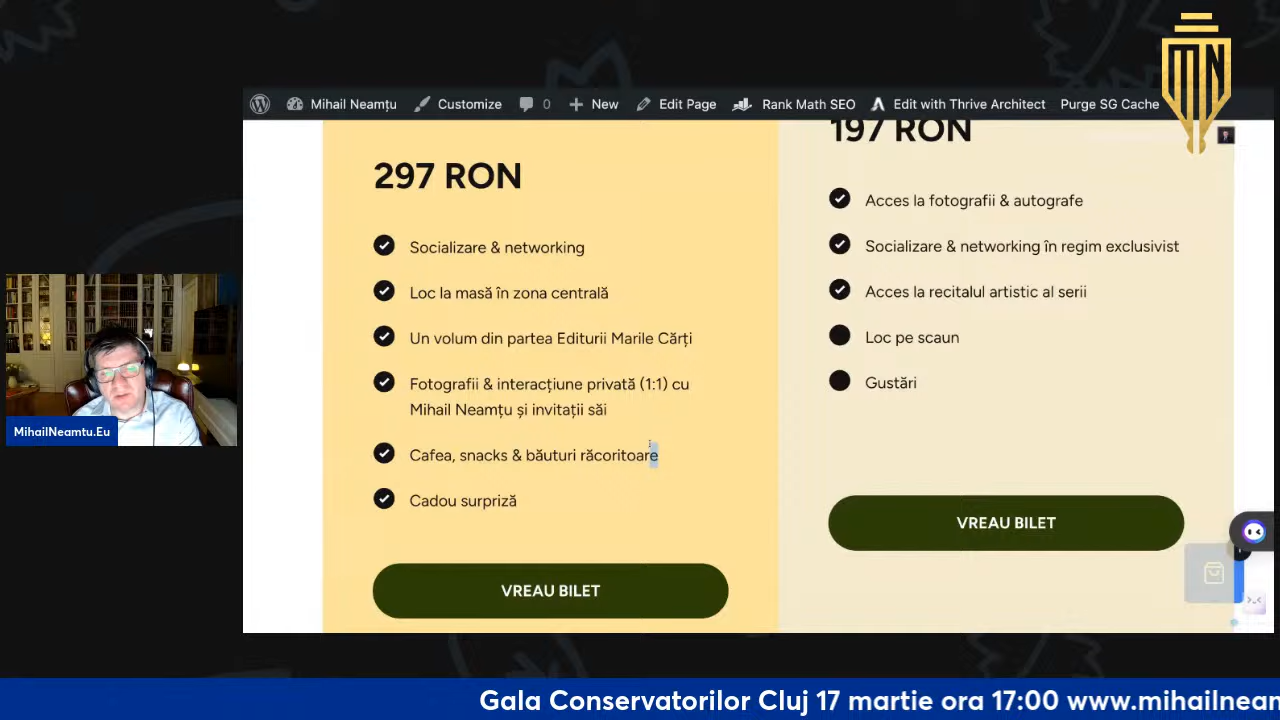 MN
Mihail Neamțu
Customize
0
New
Edit Page
Rank Math SEO
Edit with Thrive Architect
Purge SG Cache
297 RON
Socializare & networking
Loc la masă în zona centrală
Un volum din partea Editurii Marile Cărți
Fotografii & interacțiune privată (1:1) cu
Mihail Neamțu și invitații săi
Cafea, snacks & băuturi răcoritoare
Cadou surpriză
VREAU BILET
197 RON
Acces la fotografii & autografe
Socializare & networking în regim exclusivist
Acces la recitalul artistic al serii
Loc pe scaun
Gustări
VREAU BILET
MihailNeamtu.Eu
Gala Conservatorilor Cluj 17 martie ora 17:00 www.mihailnear